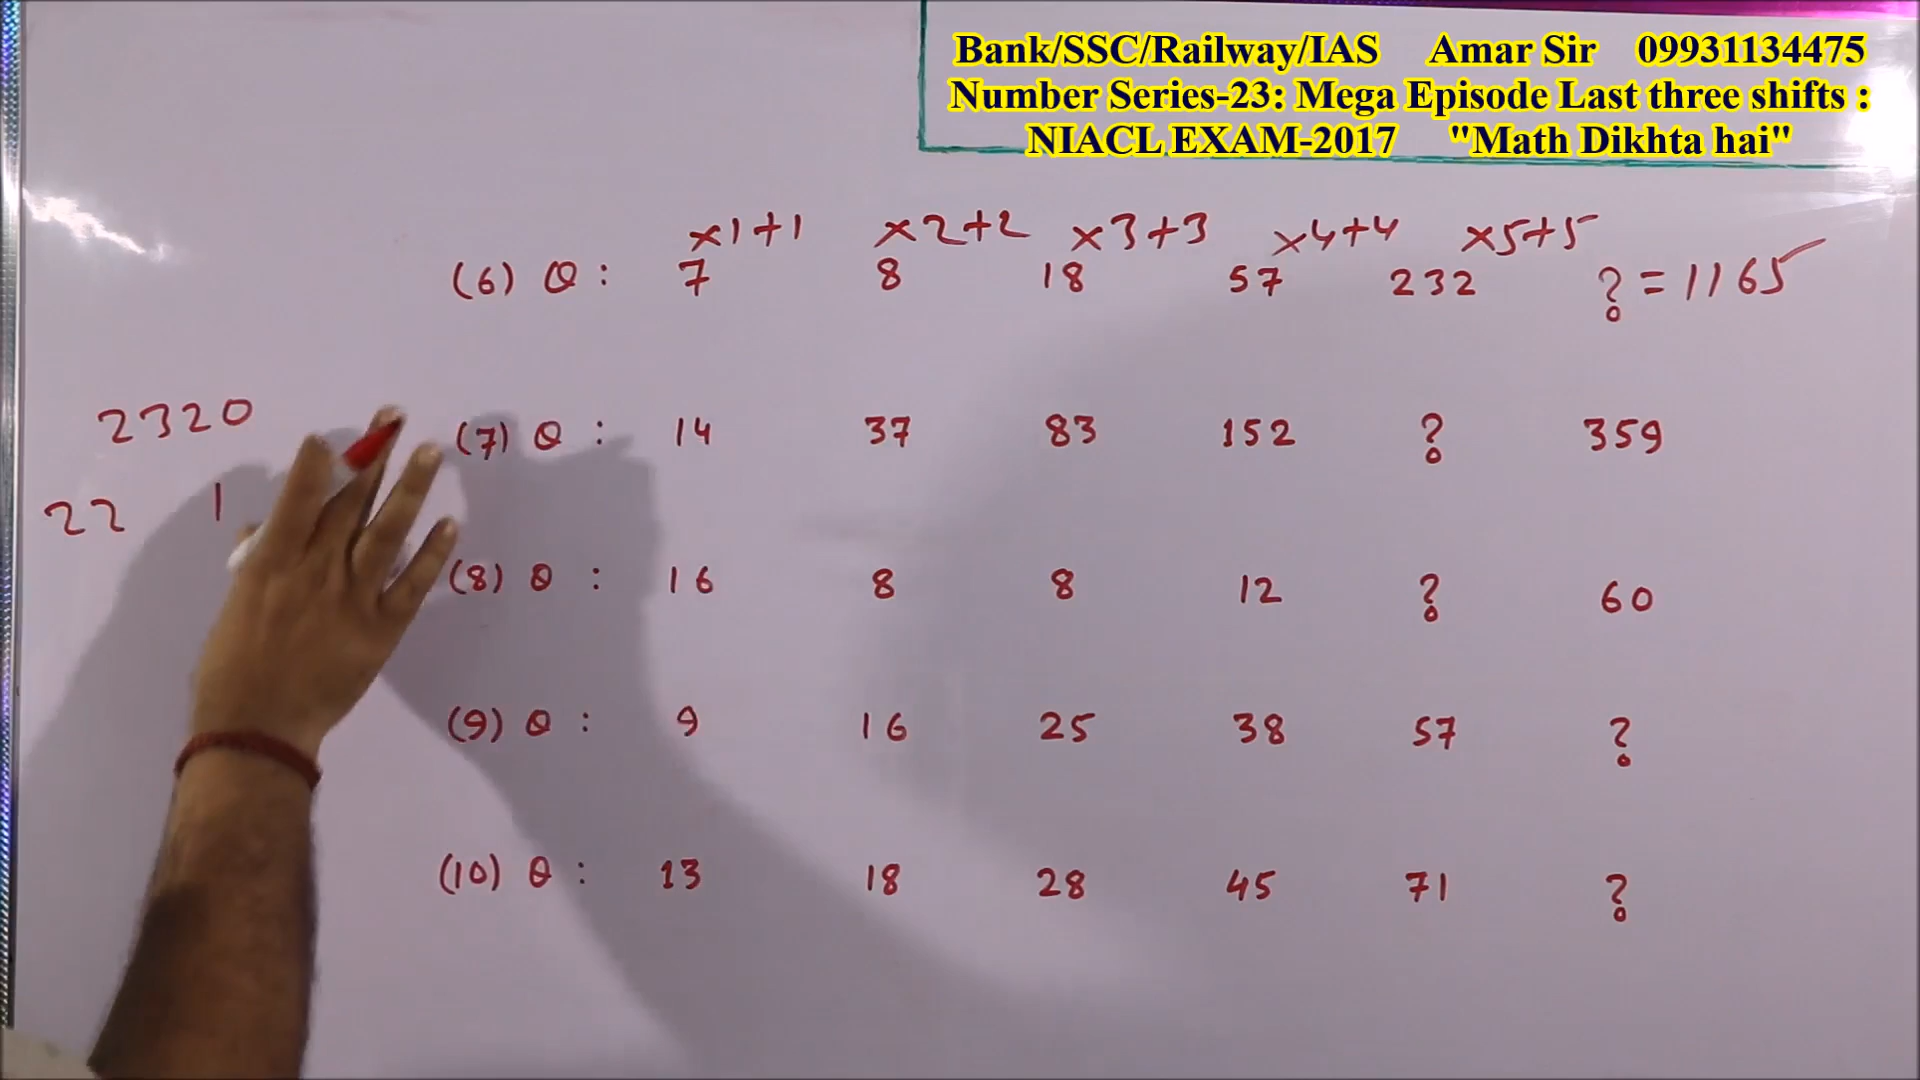 Bank/SSC/Railway/IAS Amar Sir 09931134475
Number Series-23: Mega Episode Last three shifts :
NIACL EXAM-2017 "Math Dikhta hai"
×1+1 ×2+2 ×3+3 ×4+4 ×5+5
(6) Q : 7 8 18 57 232 ? = 1165
2320
(7) Q : 14 37 83 152 ? 359
22 1
(8) Q : 16 8 8 12 ? 60
(9) Q : 9 16 25 38 57 ?
(10) Q : 13 18 28 45 71 ?